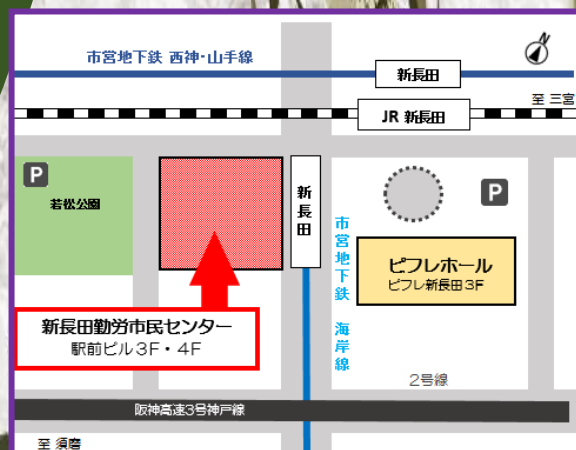 N
市営地下鉄 西神・山手線
新長田
至 三宮
JR 新長田
P
若松公園
新長田
P
市営地下鉄 海岸線
ピフレホール
ピフレ新長田3F
新長田勤労市民センター
駅前ビル3F・4F
2号線
阪神高速3号神戸線
至 須磨